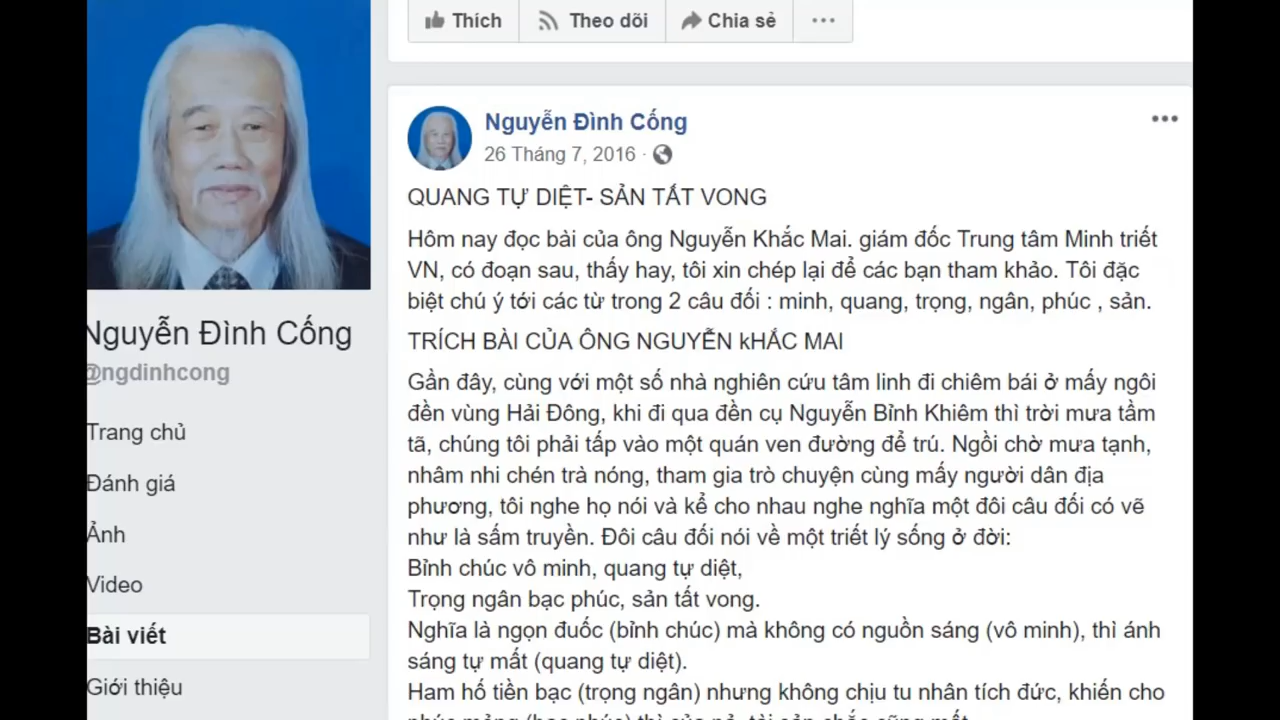 Thích Theo dõi Chia sẻ ...
Nguyễn Đình Cống
26 Tháng 7, 2016 ·
QUANG TỰ DIỆT- SẢN TẤT VONG
Hôm nay đọc bài của ông Nguyễn Khắc Mai. giám đốc Trung tâm Minh triết
VN, có đoạn sau, thấy hay, tôi xin chép lại để các bạn tham khảo. Tôi đặc
biệt chú ý tới các từ trong 2 câu đối : minh, quang, trọng, ngân, phúc , sản.
TRÍCH BÀI CỦA ÔNG NGUYỄN kHẮC MAI
Gần đây, cùng với một số nhà nghiên cứu tâm linh đi chiêm bái ở mấy ngôi
đền vùng Hải Đông, khi đi qua đền cụ Nguyễn Bỉnh Khiêm thì trời mưa tầm
tã, chúng tôi phải tấp vào một quán ven đường để trú. Ngồi chờ mưa tạnh,
nhâm nhi chén trà nóng, tham gia trò chuyện cùng mấy người dân địa
phương, tôi nghe họ nói và kể cho nhau nghe nghĩa một đôi câu đối có vẽ
như là sấm truyền. Đôi câu đối nói về một triết lý sống ở đời:
Bỉnh chúc vô minh, quang tự diệt,
Trọng ngân bạc phúc, sản tất vong.
Nghĩa là ngọn đuốc (bỉnh chúc) mà không có nguồn sáng (vô minh), thì ánh
sáng tự mất (quang tự diệt).
Ham hố tiền bạc (trọng ngân) nhưng không chịu tu nhân tích đức, khiến cho
phúc mỏng (bạc phúc) thì của nả, tài sản chắc cũng mất.
Nguyễn Đình Cống
@ngdinhcong
Trang chủ
Đánh giá
Ảnh
Video
Bài viết
Giới thiệu